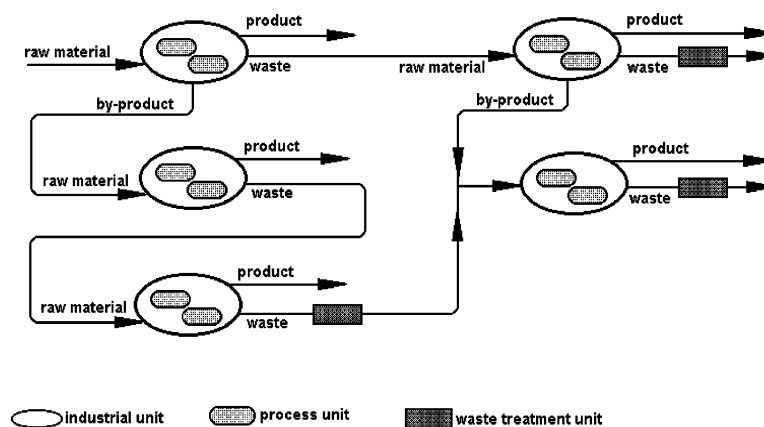 product
product
raw material
waste
raw material
waste
by-product
by-product
product
product
raw material
waste
waste
product
raw material
waste
industrial unit
process unit
waste treatment unit